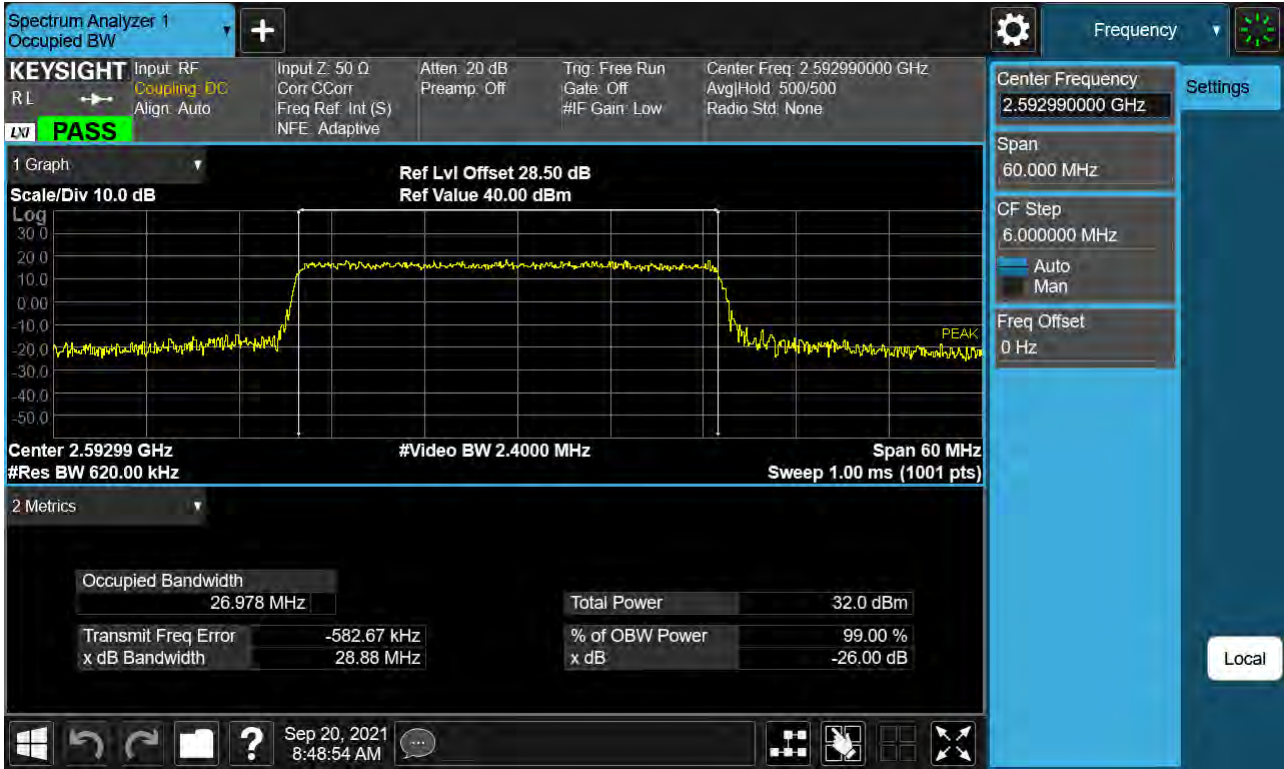 Spectrum Analyzer 1
Occupied BW
+
Frequency
KEYSIGHT
R L
LXI PASS
Input: RF
Coupling: DC
Align: Auto
Input Z: 50 Ω
Corr CCorr
Freq Ref: Int (S)
NFE: Adaptive
Atten: 20 dB
Preamp: Off
Trig: Free Run
Gate: Off
#IF Gain: Low
Center Freq: 2.592990000 GHz
Avg|Hold: 500/500
Radio Std: None
Center Frequency
2.592990000 GHz
Settings
Span
60.000 MHz
CF Step
6.000000 MHz
Auto
Man
Freq Offset
0 Hz
1 Graph
Scale/Div 10.0 dB
Ref Lvl Offset 28.50 dB
Ref Value 40.00 dBm
Log
30.0
20.0
10.0
0.00
-10.0
-20.0
-30.0
-40.0
-50.0
PEAK
Center 2.59299 GHz
#Video BW 2.4000 MHz
Span 60 MHz
#Res BW 620.00 kHz
Sweep 1.00 ms (1001 pts)
2 Metrics
Occupied Bandwidth
26.978 MHz
Total Power 32.0 dBm
Transmit Freq Error -582.67 kHz
% of OBW Power 99.00 %
x dB Bandwidth 28.88 MHz
x dB -26.00 dB
Local
?
Sep 20, 2021
8:48:54 AM